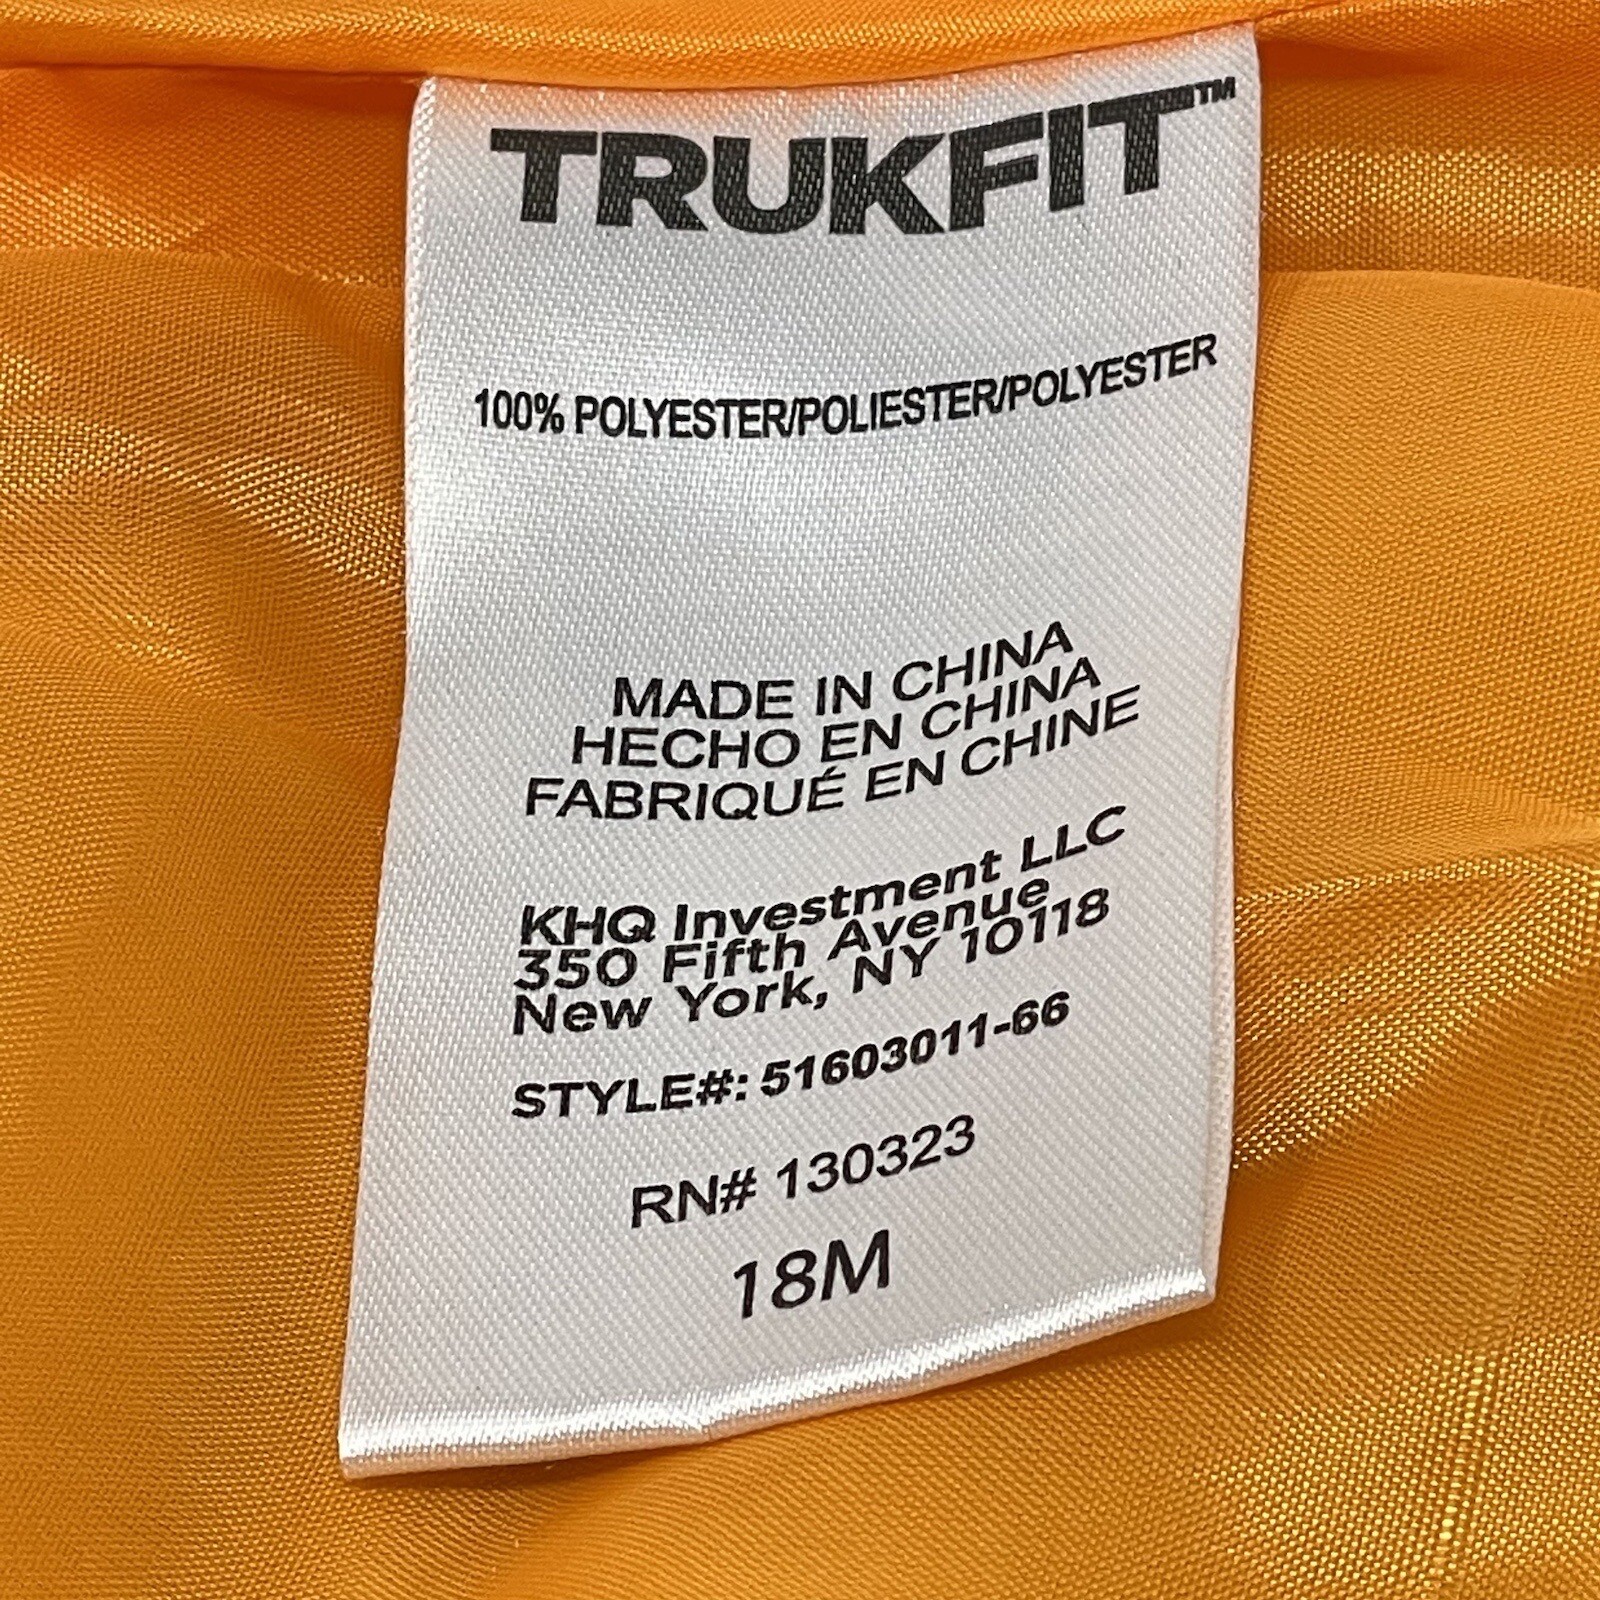 TRUKFIT™
100% POLYESTER/POLIESTER/POLYESTER
MADE IN CHINA
HECHO EN CHINA
FABRIQUÉ EN CHINE
KHQ Investment LLC
350 Fifth Avenue
New York, NY 10118
STYLE#: 51603011-66
RN# 130323
18M